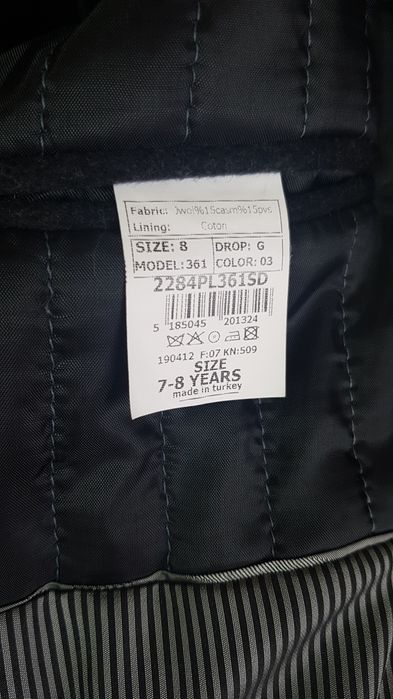 Fabric: )wol%15casm%15pvs
Lining: Coton
SIZE: 8 DROP: G
MODEL:361 COLOR: 03
2284PL361SD
5 185045 201324
190412 F:07 KN:509
SIZE
7-8 YEARS
made in turkey